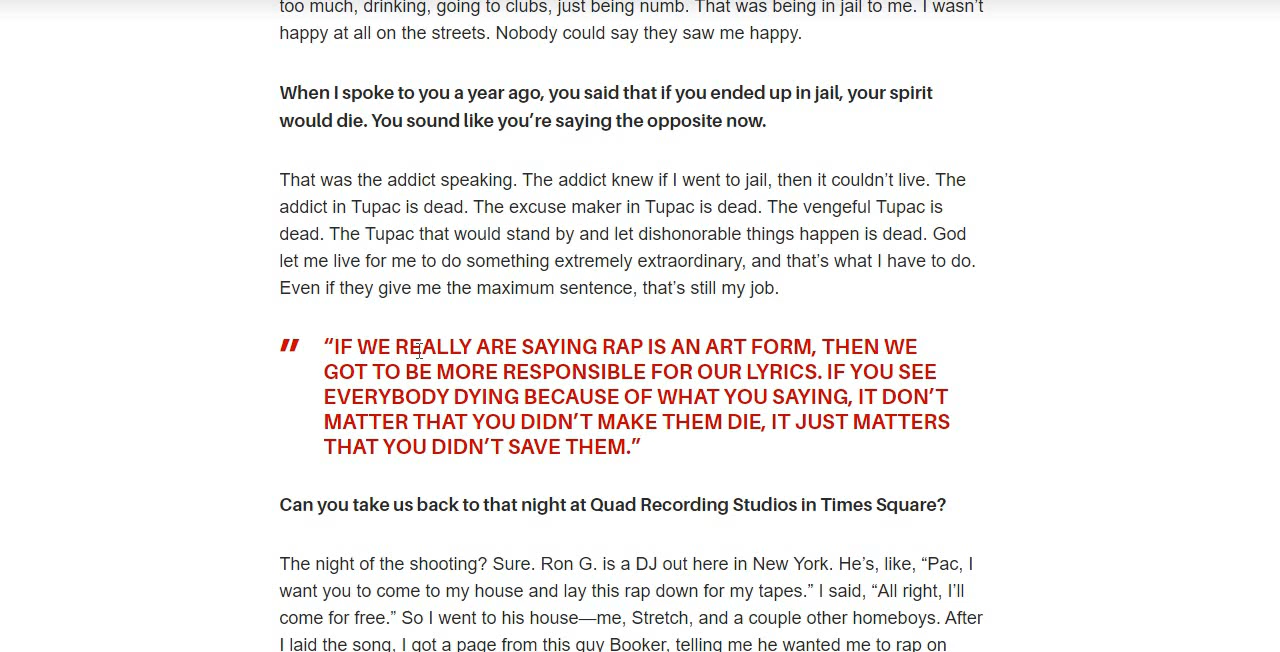 too much, drinking, going to clubs, just being numb. That was being in jail to me. I wasn’t
happy at all on the streets. Nobody could say they saw me happy.
When I spoke to you a year ago, you said that if you ended up in jail, your spirit
would die. You sound like you’re saying the opposite now.
That was the addict speaking. The addict knew if I went to jail, then it couldn’t live. The
addict in Tupac is dead. The excuse maker in Tupac is dead. The vengeful Tupac is
dead. The Tupac that would stand by and let dishonorable things happen is dead. God
let me live for me to do something extremely extraordinary, and that’s what I have to do.
Even if they give me the maximum sentence, that’s still my job.
“IF WE REALLY ARE SAYING RAP IS AN ART FORM, THEN WE
GOT TO BE MORE RESPONSIBLE FOR OUR LYRICS. IF YOU SEE
EVERYBODY DYING BECAUSE OF WHAT YOU SAYING, IT DON’T
MATTER THAT YOU DIDN’T MAKE THEM DIE, IT JUST MATTERS
THAT YOU DIDN’T SAVE THEM.”
Can you take us back to that night at Quad Recording Studios in Times Square?
The night of the shooting? Sure. Ron G. is a DJ out here in New York. He’s, like, “Pac, I
want you to come to my house and lay this rap down for my tapes.” I said, “All right, I’ll
come for free.” So I went to his house—me, Stretch, and a couple other homeboys. After
I laid the song, I got a page from this guy Booker, telling me he wanted me to rap on